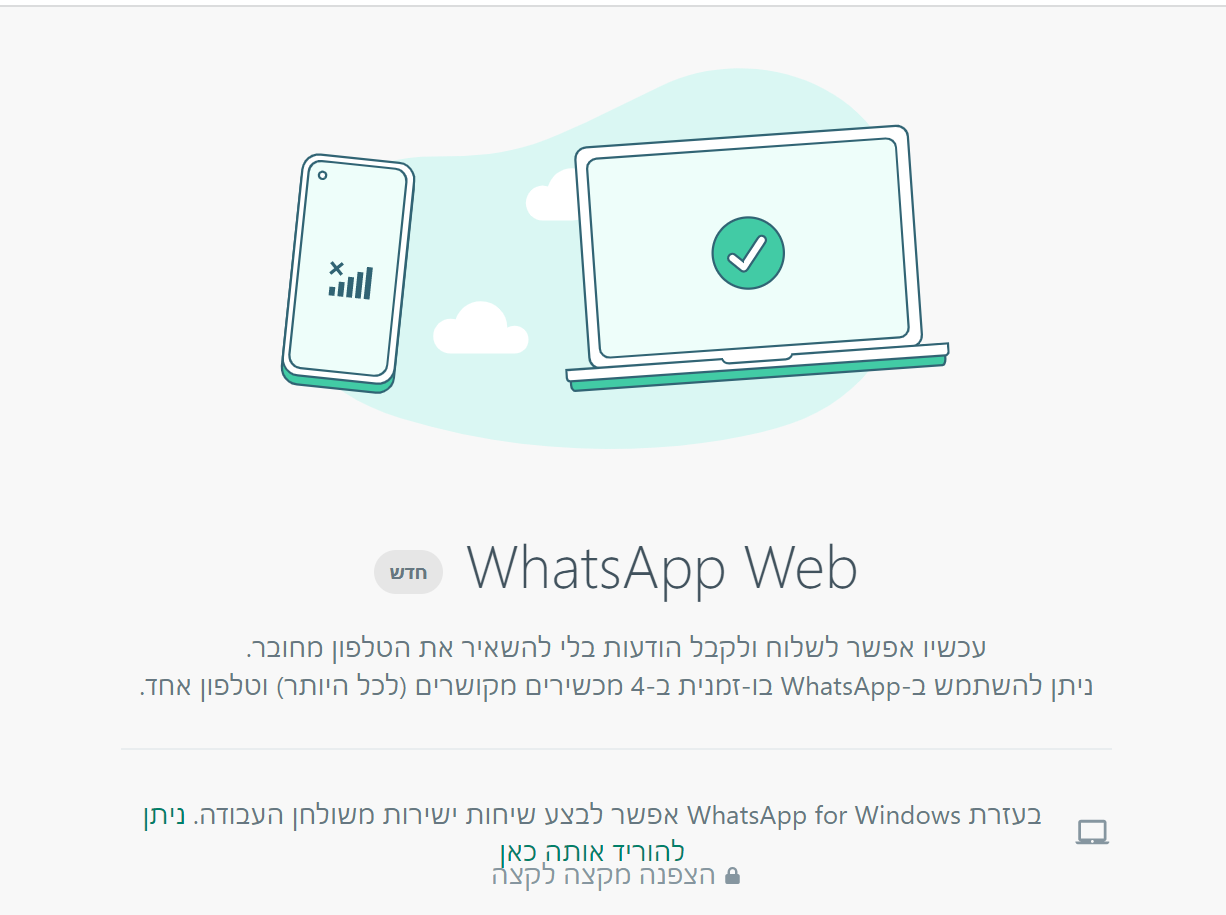 WhatsApp Web חדש
עכשיו אפשר לשלוח ולקבל הודעות בלי להשאיר את הטלפון מחובר.
ניתן להשתמש ב-WhatsApp בו-זמנית ב-4 מכשירים מקושרים (לכל היותר) וטלפון אחד.
בעזרת WhatsApp for Windows אפשר לבצע שיחות ישירות משולחן העבודה. ניתן
להוריד אותה כאן
הצפנה מקצה לקצה